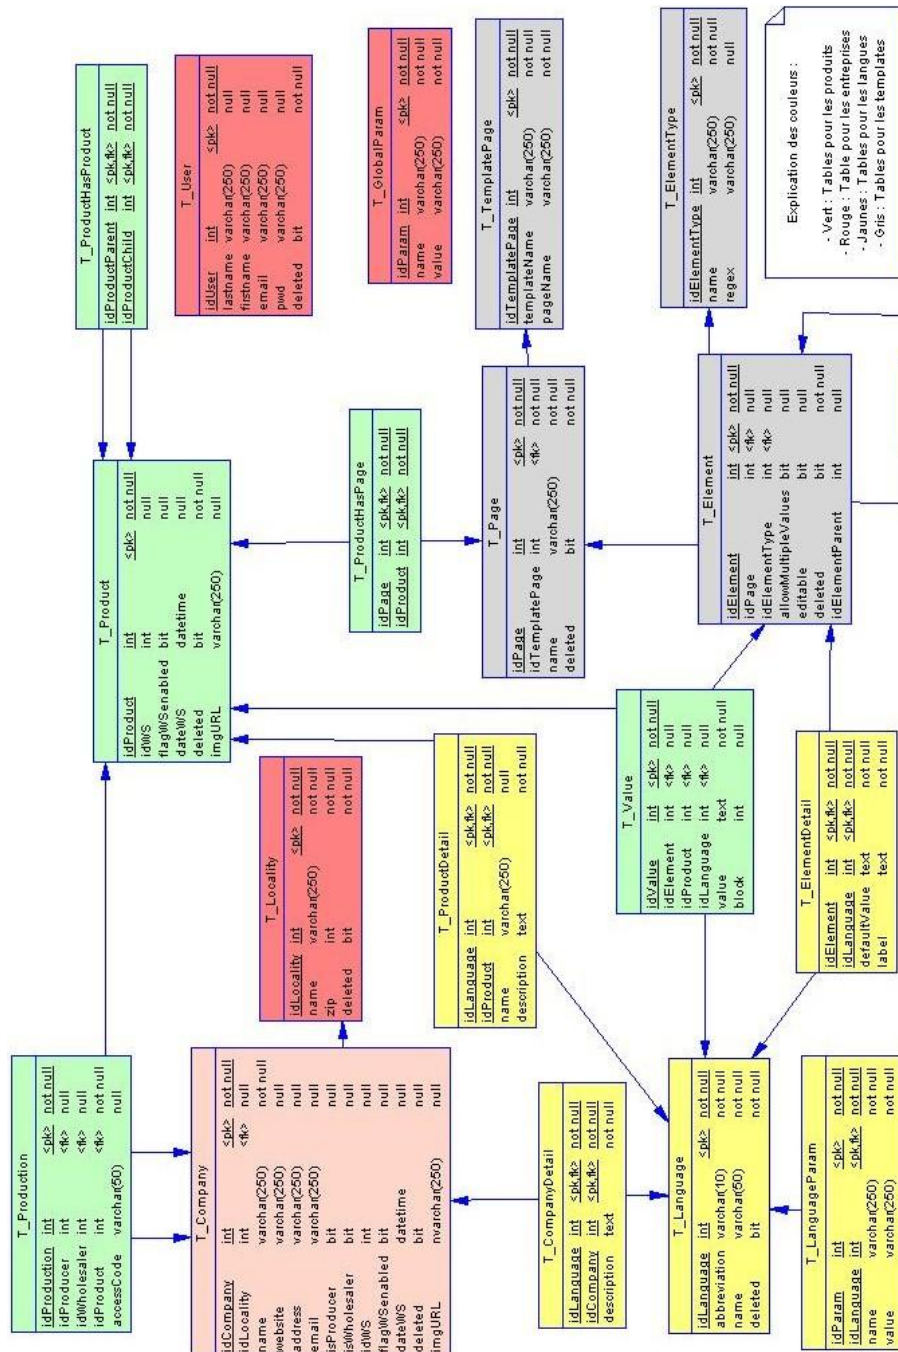 T_Production
idProduction int <pk> not null
idProducer int <fk> null
idWholesaler int <fk> not null
idProduct int <fk> not null
accessCode varchar(50) null
T_ProductHasProduct
idProductParent int <pk,fk> not null
idProductChild int <pk,fk> not null
T_Product
idProduct int <pk> not null
idWS int null
flagWSenabled bit null
dateWS datetime null
deleted bit not null
imgURL varchar(250) null
T_User
idUser int <pk> not null
lastname varchar(250) null
firstname varchar(250) null
email varchar(250) null
pwd varchar(250) null
deleted bit not null
T_Company
idCompany int <pk> not null
idLocality int <fk> null
name varchar(250) not null
website varchar(250) null
address varchar(250) null
email varchar(250) null
isProducer bit null
isWholesaler bit null
idWS int null
flagWSenabled bit null
dateWS datetime null
deleted bit null
imgURL nvarchar(250) null
T_Locality
idLocality int <pk> not null
name varchar(250) not null
zip int not null
deleted bit not null
T_ProductHasPage
idPage int <pk,fk> not null
idProduct int <pk,fk> not null
T_GlobalParam
idParam int <pk> not null
name varchar(250) not null
value varchar(250) not null
T_ProductDetail
idLanguage int <pk,fk> not null
idProduct int <pk,fk> not null
name varchar(250) null
description text not null
T_Page
idPage int <pk> not null
idTemplatePage int <fk> null
name varchar(250) not null
deleted bit not null
T_TemplatePage
idTemplatePage int <pk> not null
templateName varchar(250) not null
pageName varchar(250) not null
T_CompanyDetail
idLanguage int <pk,fk> not null
idCompany int <pk,fk> not null
description text not null
T_Value
idValue int <pk> not null
idElement int <fk> null
idProduct int <fk> null
idLanguage int <fk> null
value text not null
block int null
T_Language
idLanguage int <pk> not null
abbreviation varchar(10) not null
name varchar(50) not null
deleted bit not null
T_Element
idElement int <pk> not null
idPage int <fk> null
idElementType int <fk> null
allowMultipleValues bit null
editable bit null
deleted bit not null
idElementParent int null
T_ElementType
idElementType int <pk> not null
name varchar(250) not null
regex varchar(250) null
T_LanguageParam
idParam int <pk> not null
idLanguage int <pk,fk> not null
name varchar(250) not null
value varchar(250) not null
T_ElementDetail
idElement int <pk,fk> not null
idLanguage int <pk,fk> not null
defaultValue text not null
label text not null
Explication des couleurs :
- Vert : Tables pour les produits
- Rouge : Table pour les entreprises
- Jaunes : Tables pour les langues
- Gris : Tables pour les templates